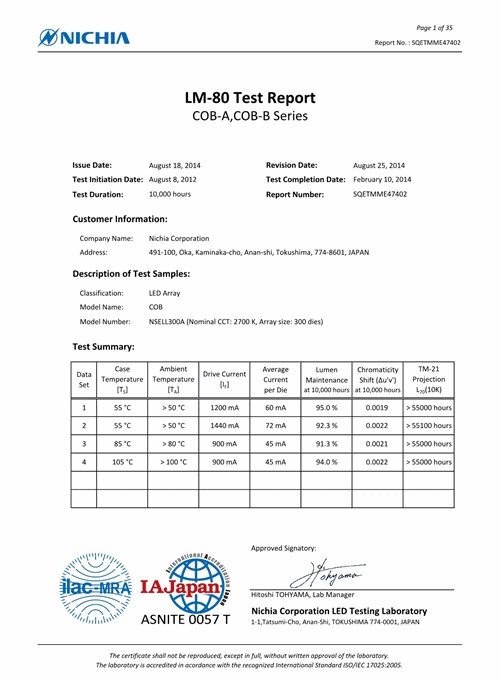 Page 1 of 35
NICHIA
Report No. : SQETMME47402
LM-80 Test Report
COB-A,COB-B Series
Issue Date: August 18, 2014 Revision Date: August 25, 2014
Test Initiation Date: August 8, 2012 Test Completion Date: February 10, 2014
Test Duration: 10,000 hours Report Number: SQETMME47402
Customer Information:
Company Name: Nichia Corporation
Address: 491-100, Oka, Kaminaka-cho, Anan-shi, Tokushima, 774-8601, JAPAN
Description of Test Samples:
Classification: LED Array
Model Name: COB
Model Number: NSELL300A (Nominal CCT: 2700 K, Array size: 300 dies)
Test Summary:
Data Set Case Temperature [TS] Ambient Temperature [TA] Drive Current [IF] Average Current per Die Lumen Maintenance at 10,000 hours Chromaticity Shift (Δu'v') at 10,000 hours TM-21 Projection L70(10K)
1 55 °C > 50 °C 1200 mA 60 mA 95.0 % 0.0019 > 55000 hours
2 55 °C > 50 °C 1440 mA 72 mA 92.3 % 0.0022 > 55100 hours
3 85 °C > 80 °C 900 mA 45 mA 91.3 % 0.0021 > 55000 hours
4 105 °C > 100 °C 900 mA 45 mA 94.0 % 0.0022 > 55000 hours
Approved Signatory:
Tohyama
Hitoshi TOHYAMA, Lab Manager
ilac-MRA
International Accreditation Japan
IAJapan
ASNITE 0057 T
Nichia Corporation LED Testing Laboratory
1-1,Tatsumi-Cho, Anan-Shi, TOKUSHIMA 774-0001, JAPAN
The certificate shall not be reproduced, except in full, without written approval of the laboratory.
The laboratory is accredited in acordance with the recognized International Standard ISO/IEC 17025:2005.